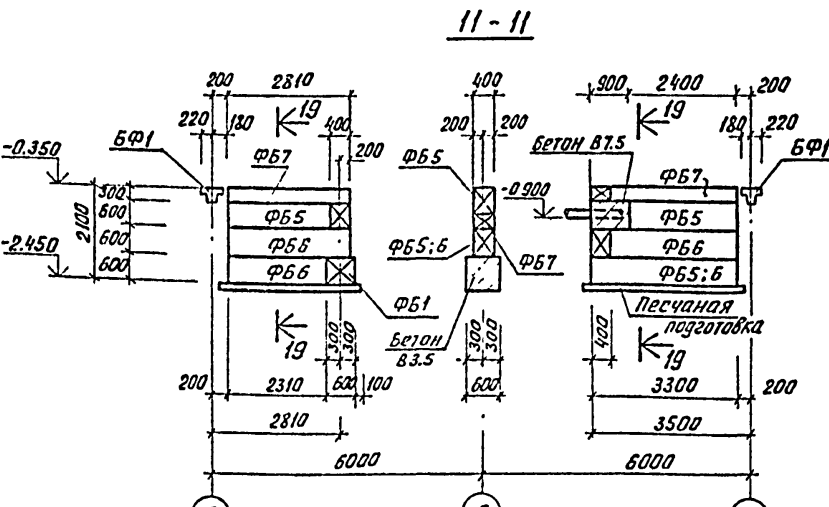 11-11
200 2810 400 900 2400 200
19 19
220 180 400 200 200 200 180 220
Бетон В7.5
-0.350 БФ1 ФБ7 200 ФБ5 -0.900 ФБ7 БФ1
300
600 ФБ5 ФБ5
2100
600 ФБ6 ФБ5;6 ФБ7 ФБ6
-2.450
600 ФБ6 ФБ5;6
ФБ1 Песчаная
подготовка
Бетон
В3.5
300 300 300 300 400
19 19
200 2310 600 100 600 3300 200
2810 3500
6000 6000